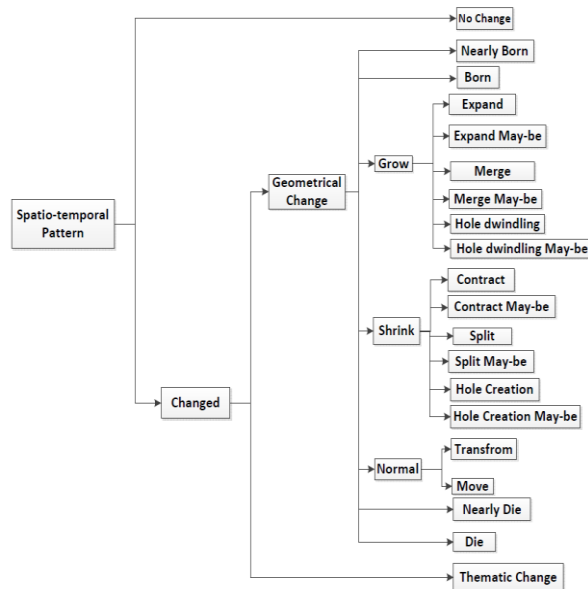 No Change
Nearly Born
Born
Expand
Expand May-be
Grow
Merge
Geometrical
Change
Merge May-be
Hole dwindling
Spatio-temporal
Pattern
Hole dwindling May-be
Contract
Contract May-be
Shrink
Split
Split May-be
Hole Creation
Changed
Hole Creation May-be
Transfrom
Normal
Move
Nearly Die
Die
Thematic Change